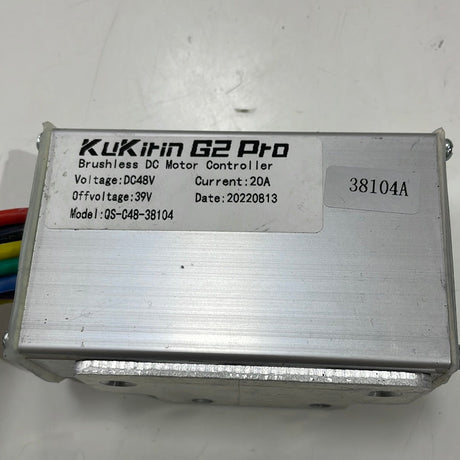 KuKirin G2 Pro
Brushless DC Motor Controller
Voltage:DC48V Current:20A
Offvoltage:39V Date:20220813
Model:QS-C48-38104
38104A